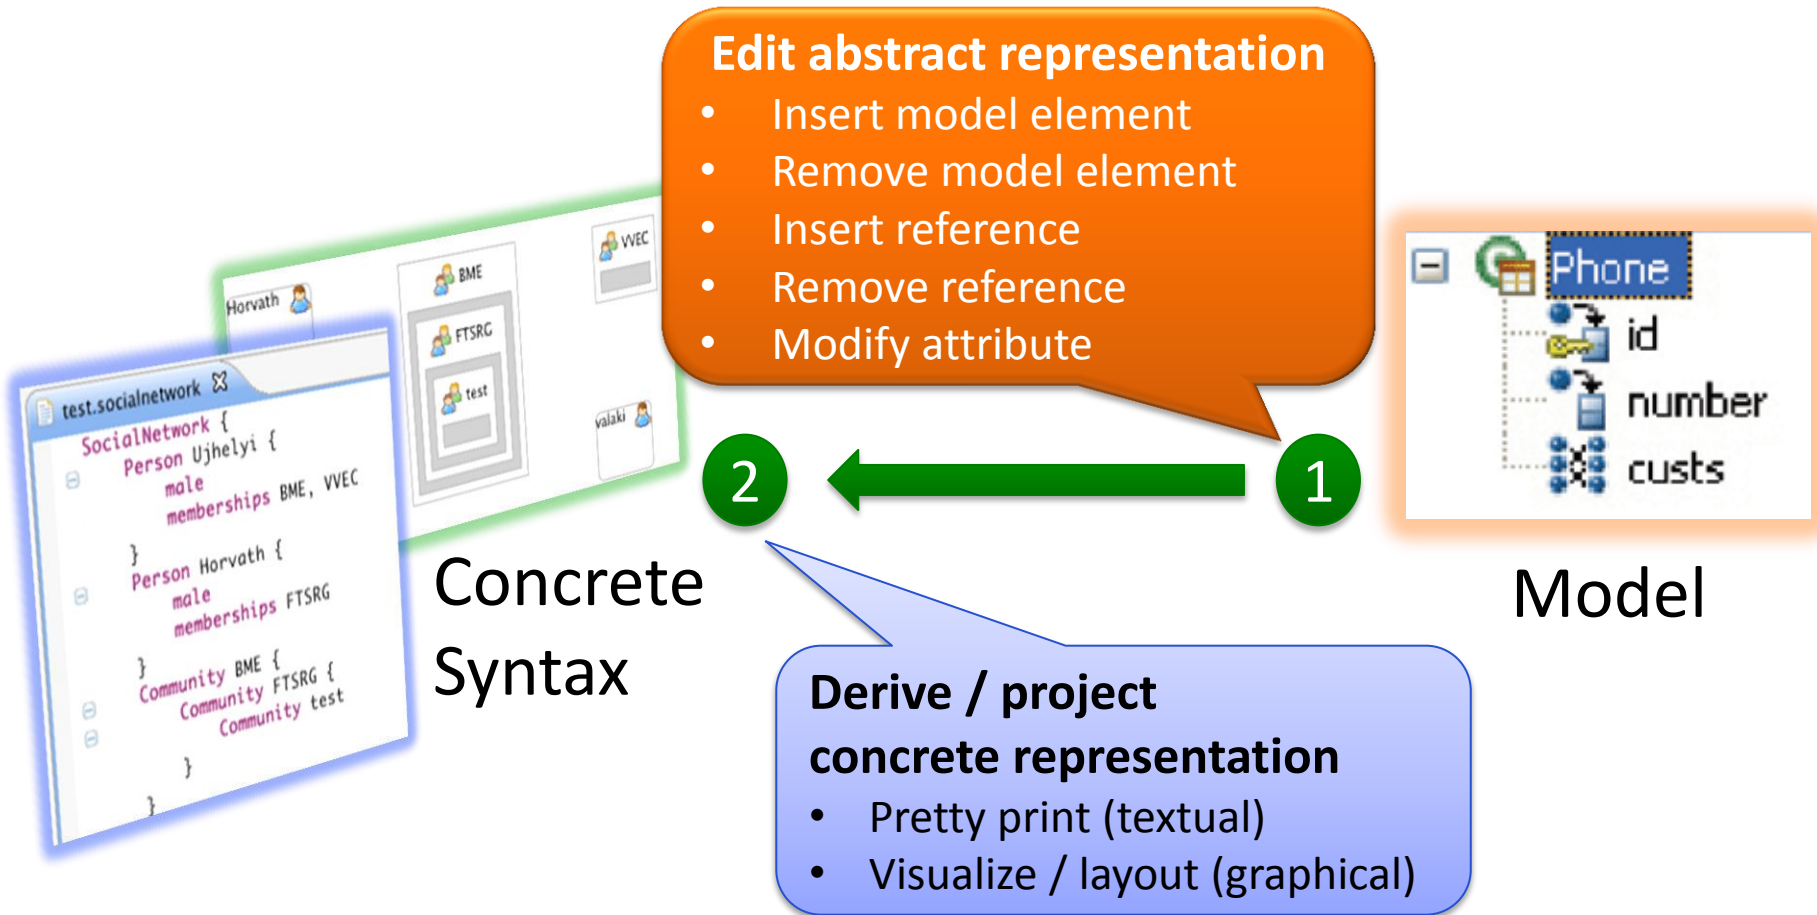 Edit abstract representation
• Insert model element
• Remove model element
• Insert reference
• Remove reference
• Modify attribute
Horvath
BME
FTSRG
test
VVEC
valaki
test.socialnetwork
SocialNetwork {
Person Ujhelyi {
male
memberships BME, VVEC
}
Person Horvath {
male
memberships FTSRG
}
Community BME {
Community FTSRG {
Community test
}
}
Concrete
Syntax
2
1
Phone
id
number
custs
Model
Derive / project
concrete representation
• Pretty print (textual)
• Visualize / layout (graphical)